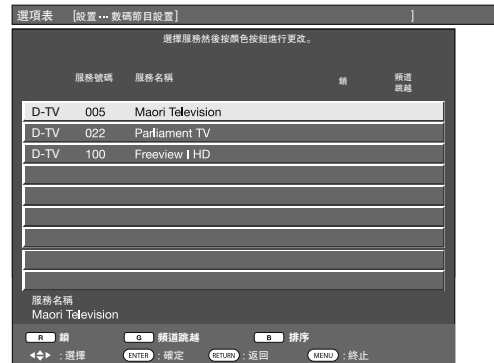 選項表 [設置 ··· 數碼節目設置] ]
選擇服務然後按顏色按鈕進行更改。
服務號碼 服務名稱 鎖 頻道跳越
D-TV 005 Maori Television
D-TV 022 Parliament TV
D-TV 100 Freeview | HD
服務名稱
Maori Television
R 鎖 G 頻道跳越 B 排序
:選擇 ENTER :確定 RETURN :返回 MENU :終止